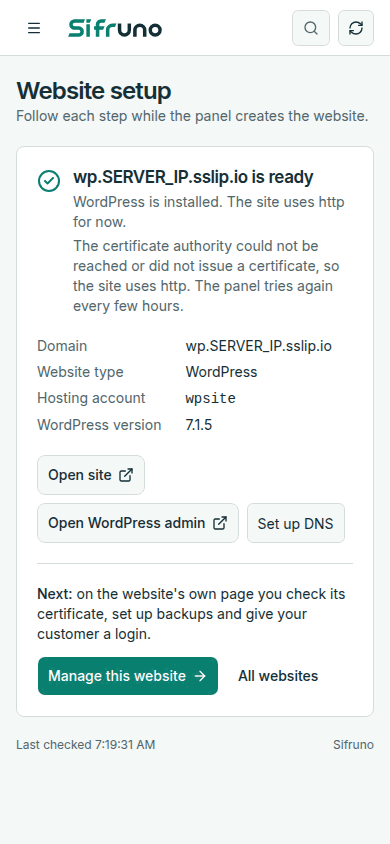 Sifruno
Website setup
Follow each step while the panel creates the website.
wp.SERVER_IP.sslip.io is ready
WordPress is installed. The site uses http
for now.
The certificate authority could not be
reached or did not issue a certificate, so
the site uses http. The panel tries again
every few hours.
Domain wp.SERVER_IP.sslip.io
Website type WordPress
Hosting account wpsite
WordPress version 7.1.5
Open site
Open WordPress admin Set up DNS
Next: on the website's own page you check its
certificate, set up backups and give your
customer a login.
Manage this website All websites
Last checked 7:19:31 AM Sifruno